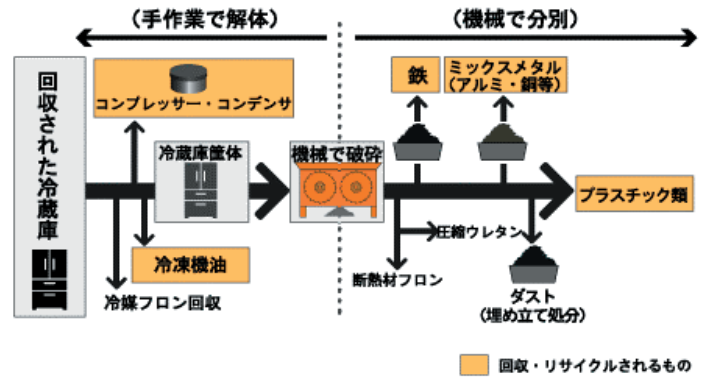 （手作業で解体）
（機械で分別）
回収された冷蔵庫
コンプレッサー・コンデンサ
鉄
ミックスメタル
（アルミ・銅等）
冷蔵庫筐体
機械で破砕
プラスチック類
圧縮ウレタン
冷凍機油
断熱材フロン
冷媒フロン回収
ダスト
（埋め立て処分）
回収・リサイクルされるもの